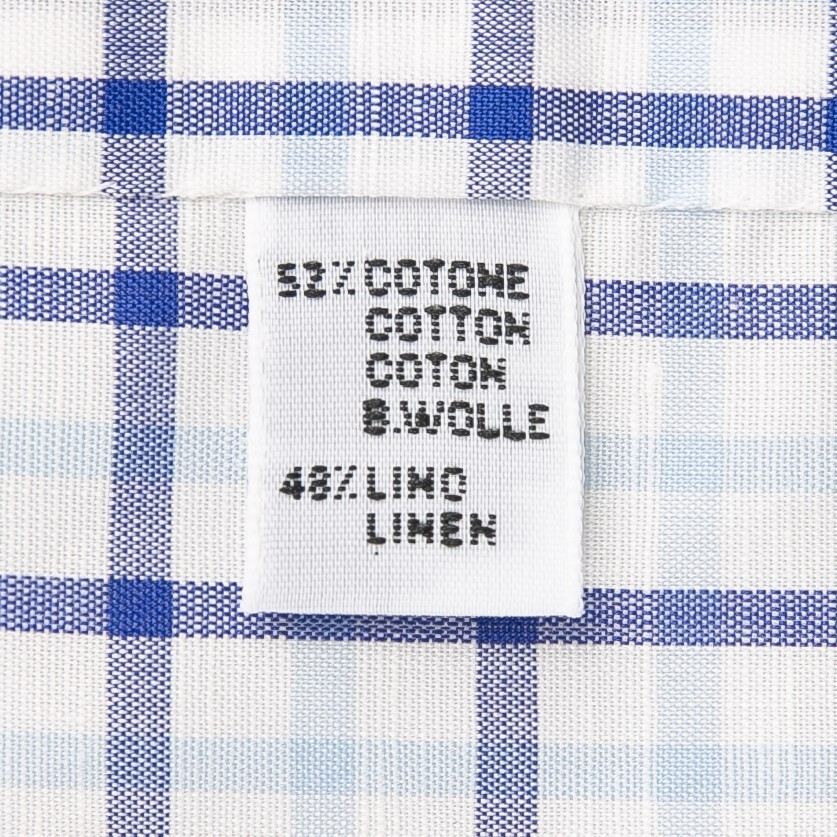 52% COTONE
COTTON
COTON
B.WOLLE
48% LINO
LINEN